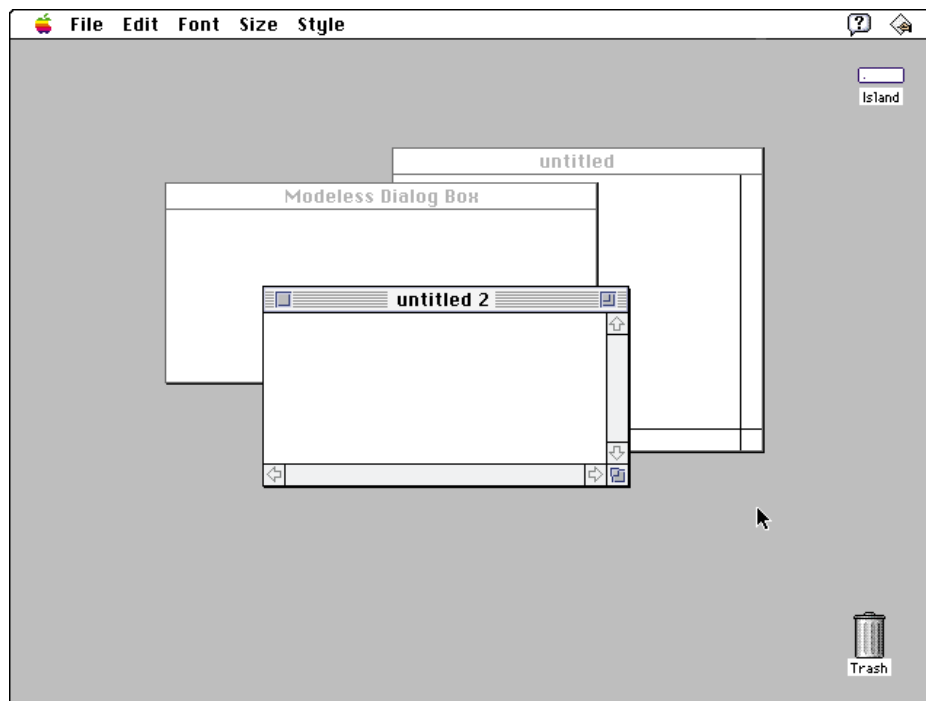 File Edit Font Size Style
Island
untitled
Modeless Dialog Box
untitled 2
Trash